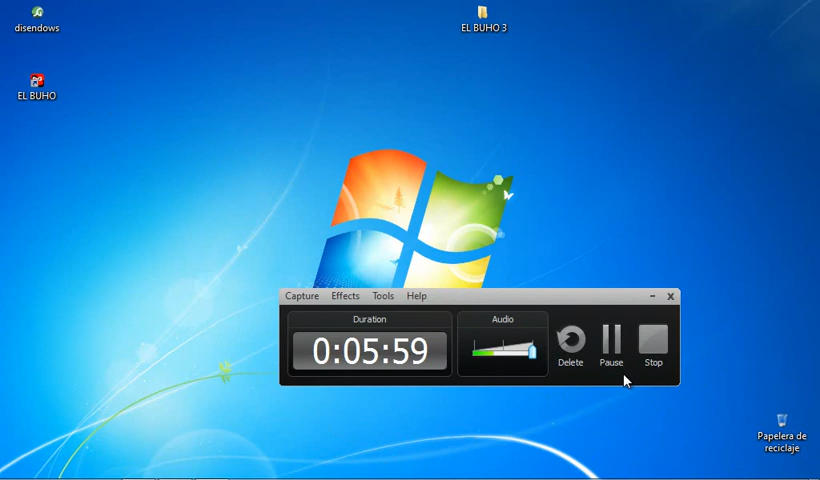 disendows
EL BUHO 3
EL BUHO
Capture Effects Tools Help
Duration
Audio
0:05:59
Delete
Pause
Stop
Papelera de
reciclaje